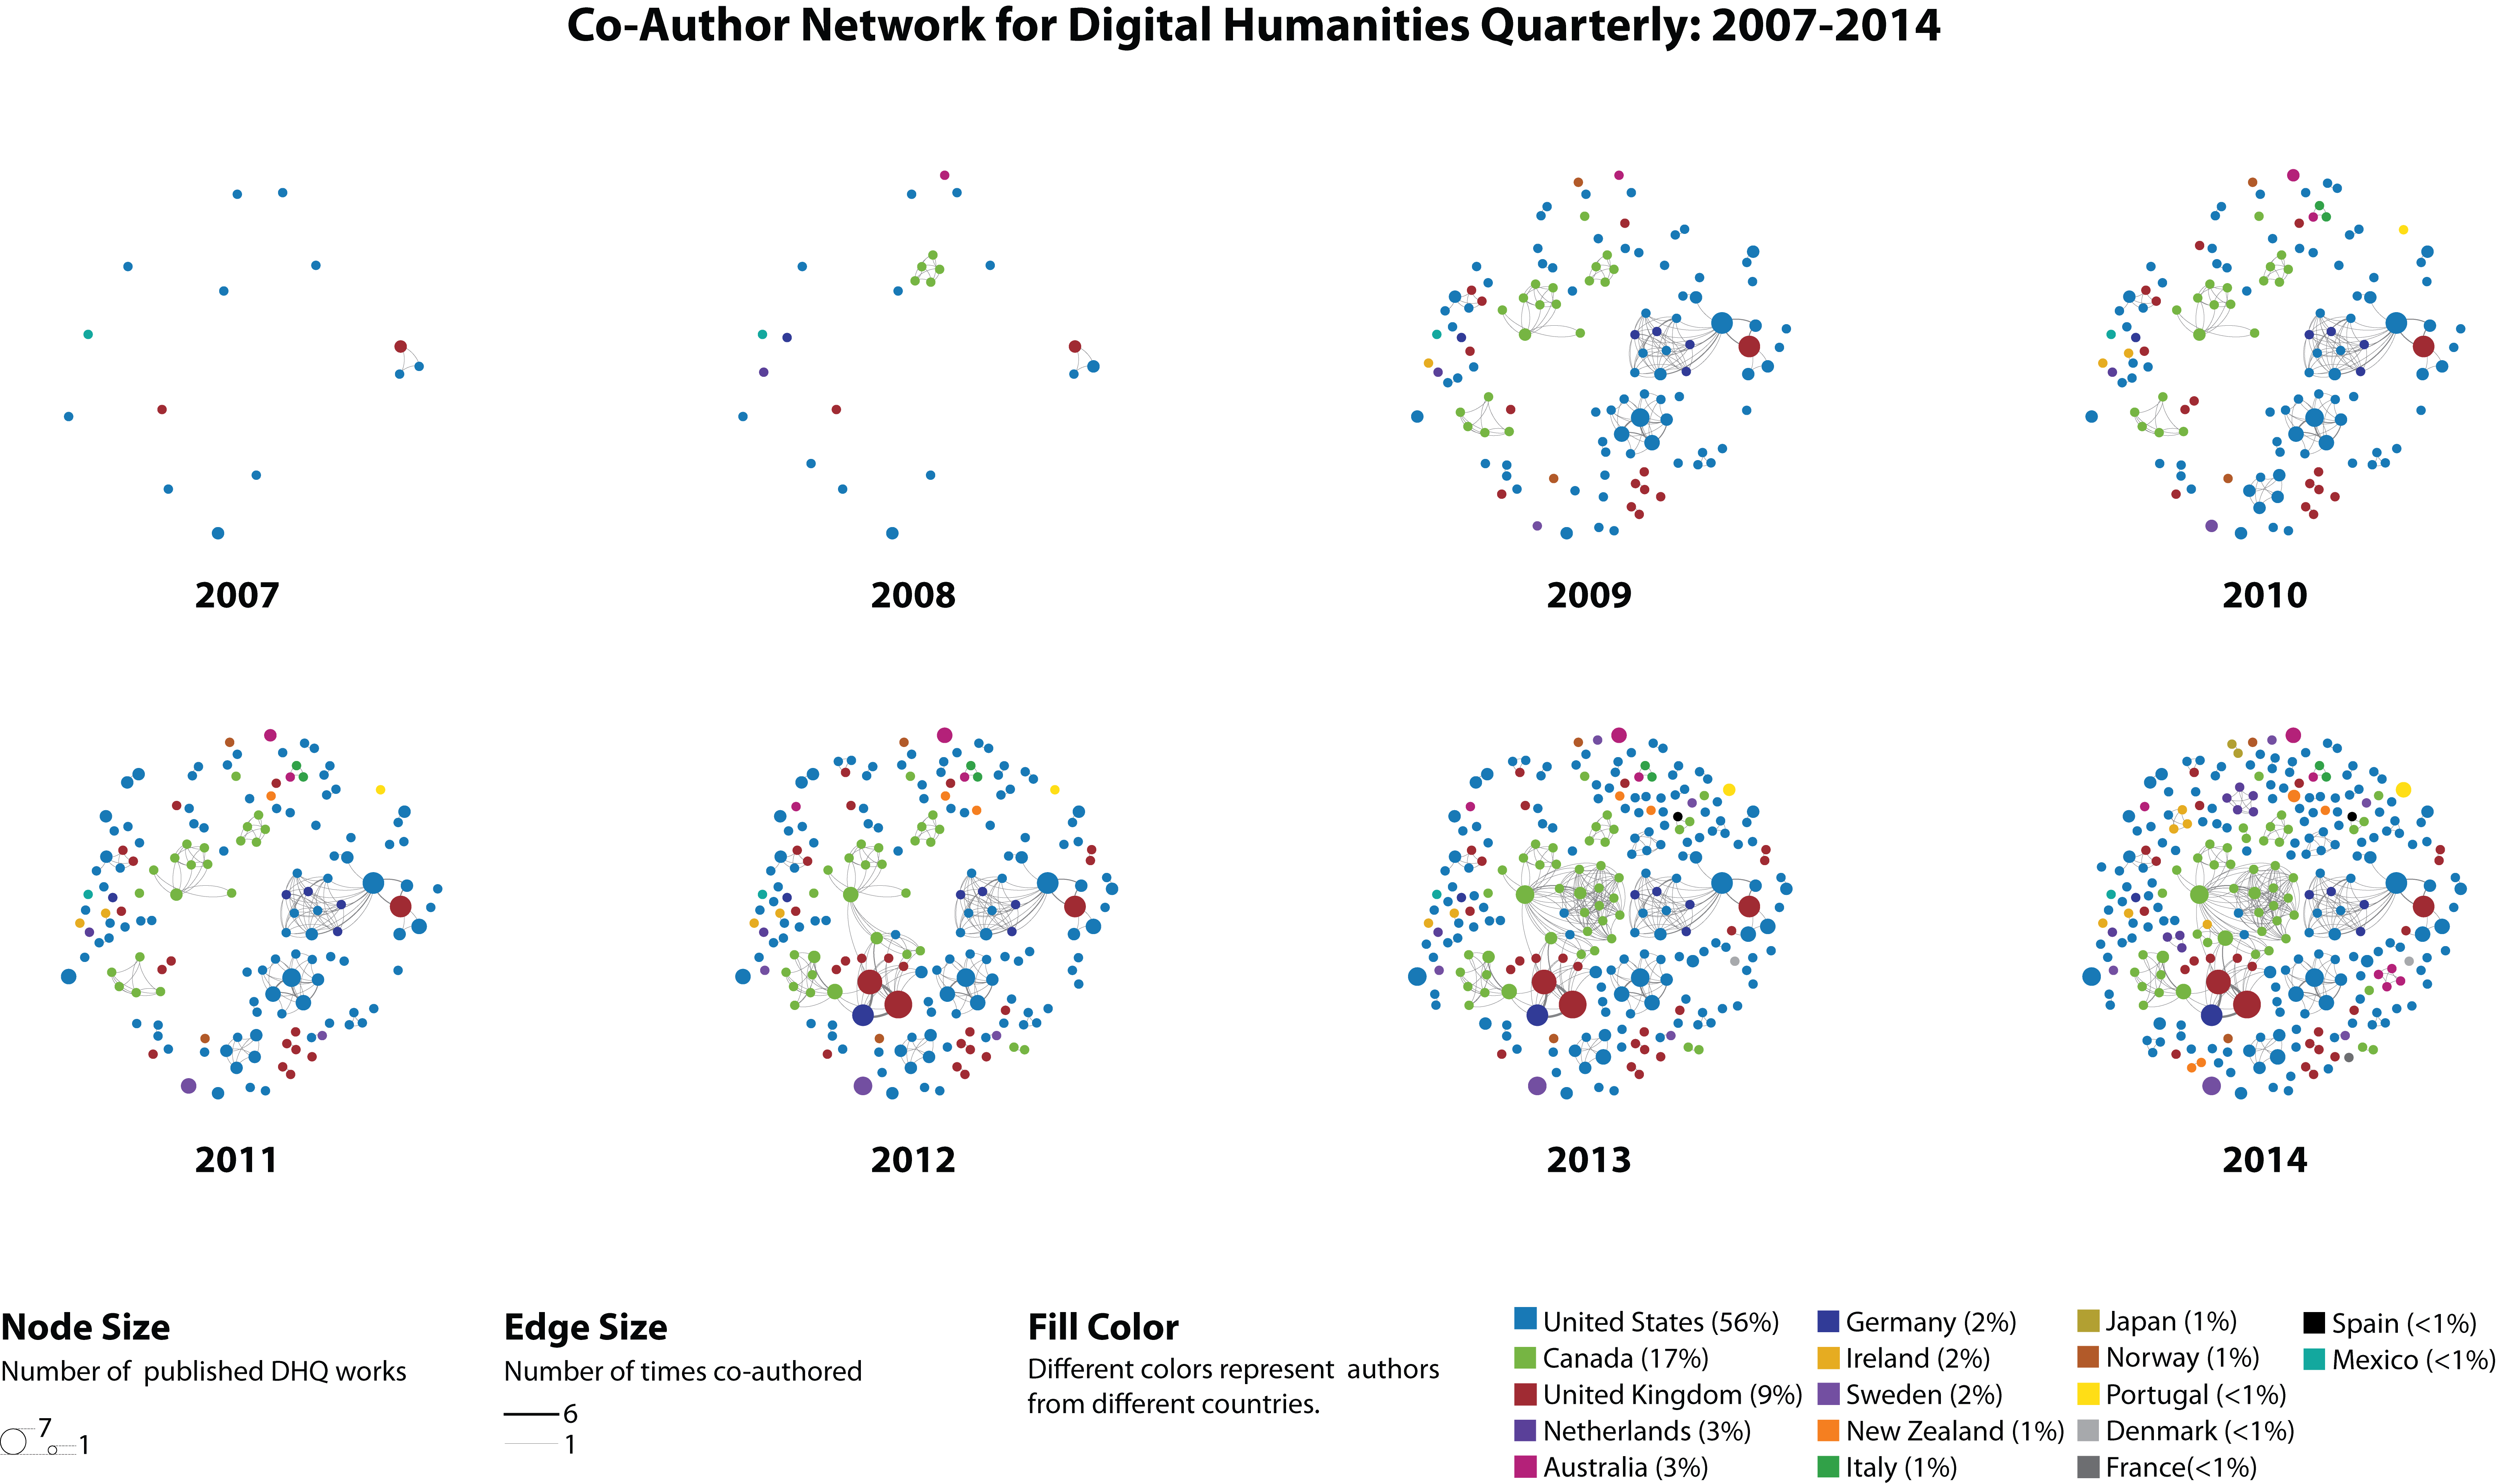 Co-Author Network for Digital Humanities Quarterly: 2007-2014
2007
2008
2009
2010
2011
2012
2013
2014
Node Size
Number of  published DHQ works
7
1
Edge Size
Number of times co-authored
6
1
Fill Color
Different colors represent  authors
from different countries.
United States (56%)
Canada (17%)
United Kingdom (9%)
Netherlands (3%)
Australia (3%)
Germany (2%)
Ireland (2%)
Sweden (2%)
New Zealand (1%)
Italy (1%)
Japan (1%)
Norway (1%)
Portugal (<1%)
Denmark (<1%)
France(<1%)
Spain (<1%)
Mexico (<1%)